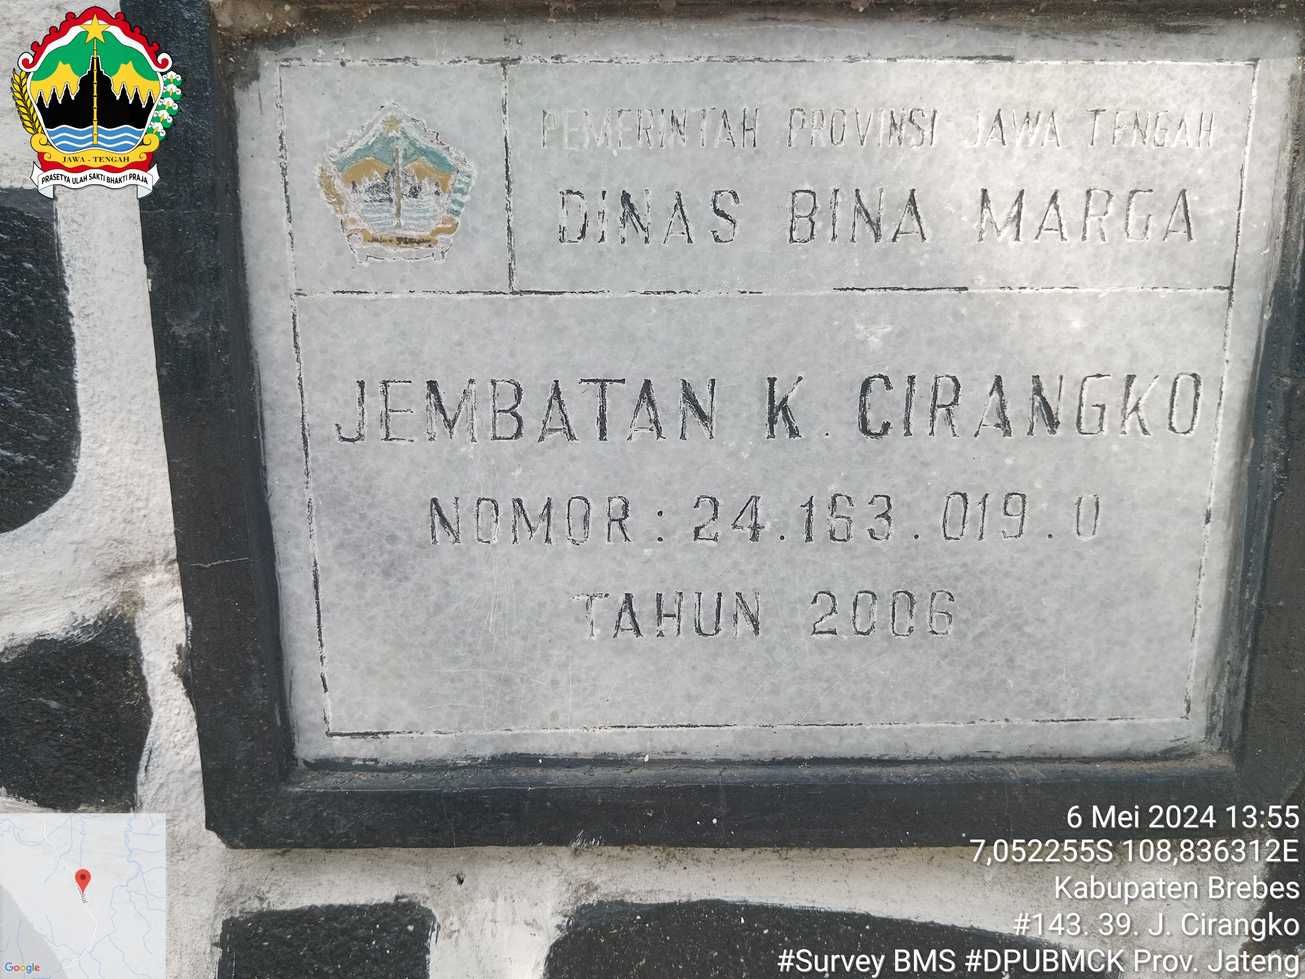 JAWA - TENGAH
PRASETYA ULAH SAKTI BHAKTI PRAJA
PEMERINTAH PROVINSI JAWA TENGAH
DINAS BINA MARGA
JEMBATAN K. CIRANGKO
NOMOR : 24.163.019.0
TAHUN 2006
6 Mei 2024 13:55
7,052255S 108,836312E
Kabupaten Brebes
#143. 39. J. Cirangko
#Survey BMS #DPUBMCK Prov. Jateng
Google